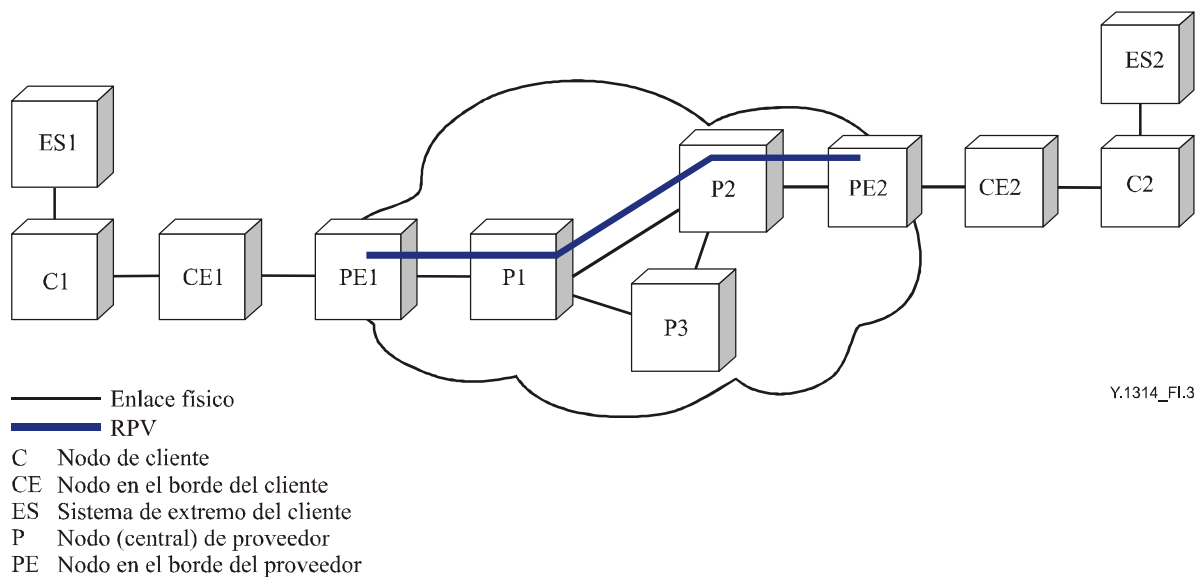 ES2
ES1
P2
PE2
CE2
C2
C1
CE1
PE1
P1
P3
Y.1314_FI.3
Enlace físico
RPV
C Nodo de cliente
CE Nodo en el borde del cliente
ES Sistema de extremo del cliente
P Nodo (central) de proveedor
PE Nodo en el borde del proveedor